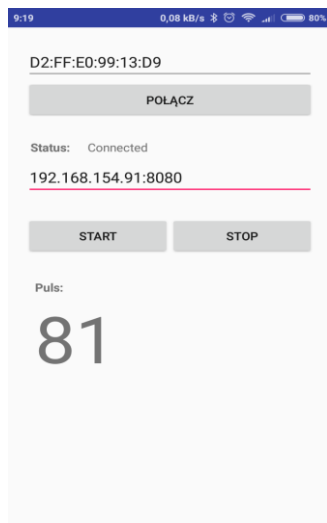 9:19 0,08 kB/s 80%
D2:FF:E0:99:13:D9
POŁĄCZ
Status: Connected
192.168.154.91:8080
START STOP
Puls:
81